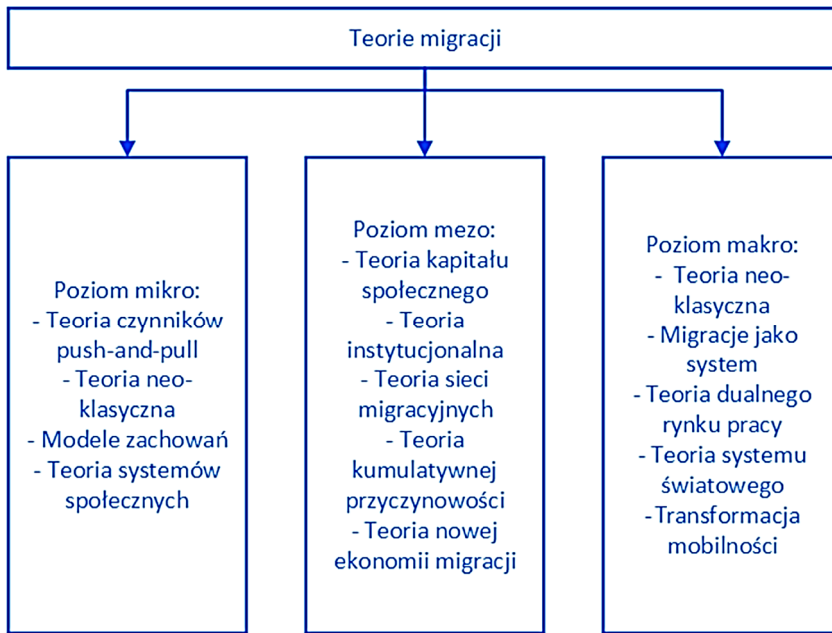 Teorie migracji
Poziom mikro:
- Teoria czynników
push-and-pull
- Teoria neo-
klasyczna
- Modele zachowań
- Teoria systemów
społecznych
Poziom mezo:
- Teoria kapitału
społecznego
- Teoria
instytucjonalna
- Teoria sieci
migracyjnych
- Teoria
kumulatywnej
przyczynowości
- Teoria nowej
ekonomii migracji
Poziom makro:
- Teoria neo-
klasyczna
- Migracje jako
system
- Teoria dualnego
rynku pracy
- Teoria systemu
światowego
- Transformacja
mobilności